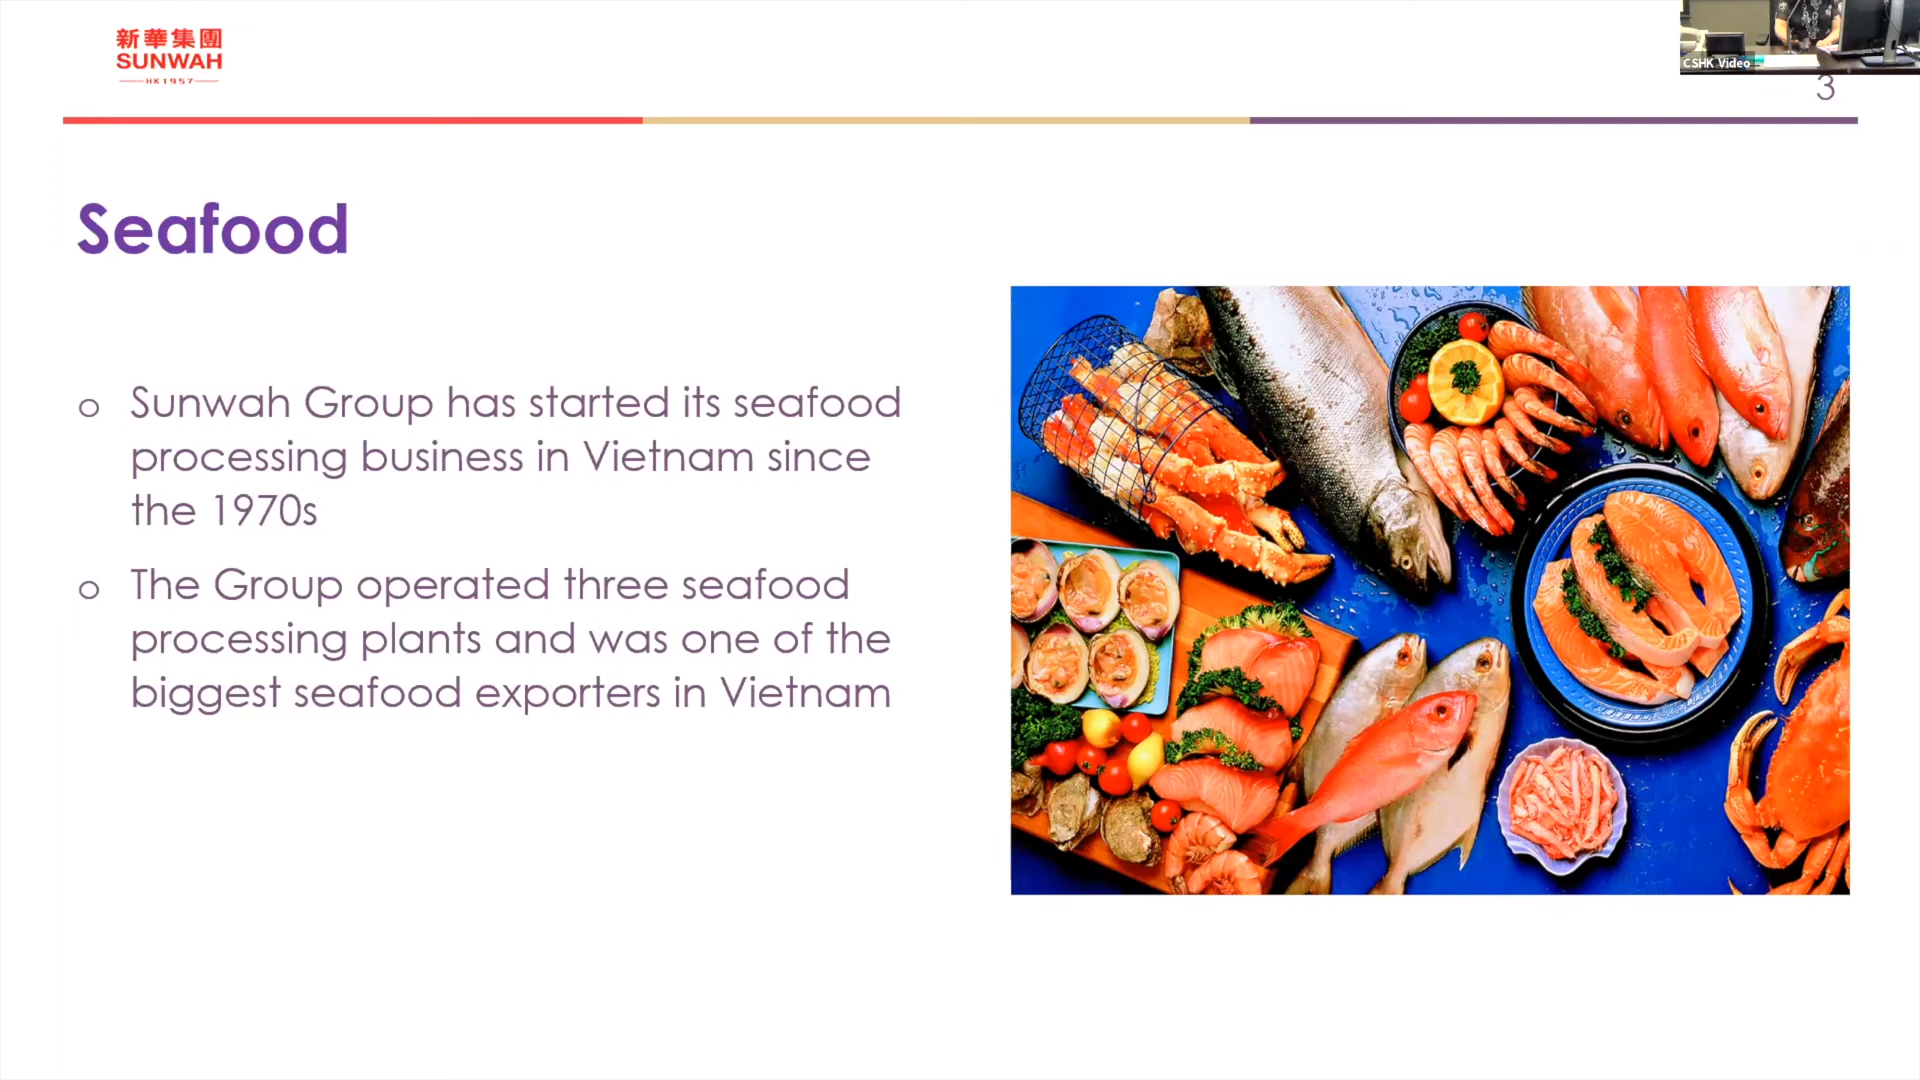 新華集團
SUNWAH
HK1957
CSHK Video
3
Seafood
o Sunwah Group has started its seafood
processing business in Vietnam since
the 1970s
o The Group operated three seafood
processing plants and was one of the
biggest seafood exporters in Vietnam